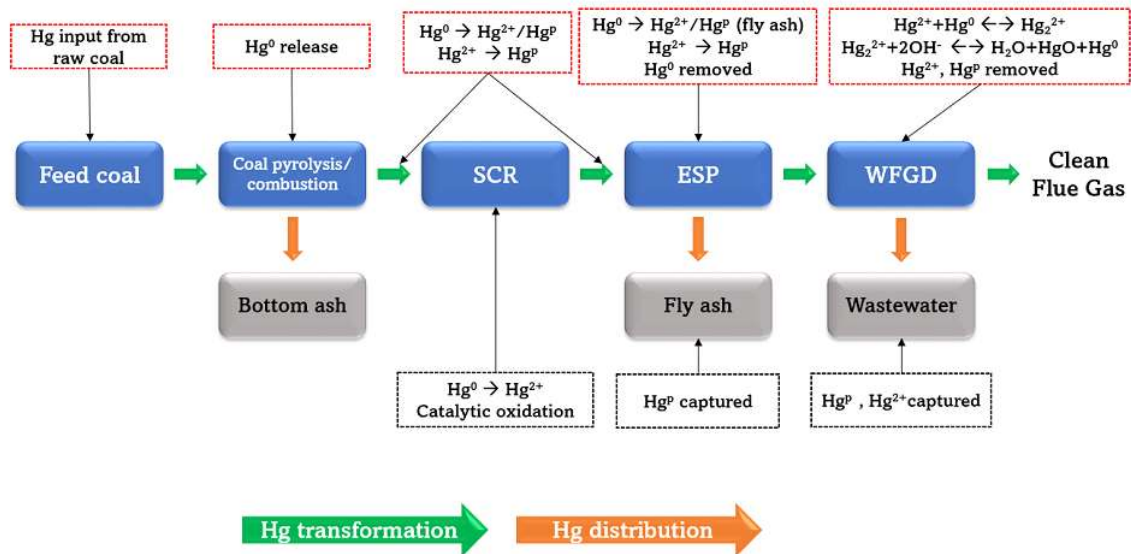 Hg input from
raw coal
Hg⁰ release
Hg⁰ → Hg²⁺/Hgᵖ
Hg²⁺ → Hgᵖ
Hg⁰ → Hg²⁺/Hgᵖ (fly ash)
Hg²⁺ → Hgᵖ
Hg⁰ removed
Hg²⁺+Hg⁰ ←→ Hg₂²⁺
Hg₂²⁺+2OH⁻ ←→ H₂O+HgO+Hg⁰
Hg²⁺, Hgᵖ removed
Feed coal
Coal pyrolysis/
combustion
SCR
ESP
WFGD
Clean
Flue Gas
Bottom ash
Fly ash
Wastewater
Hg⁰ → Hg²⁺
Catalytic oxidation
Hgᵖ captured
Hgᵖ , Hg²⁺captured
Hg transformation
Hg distribution